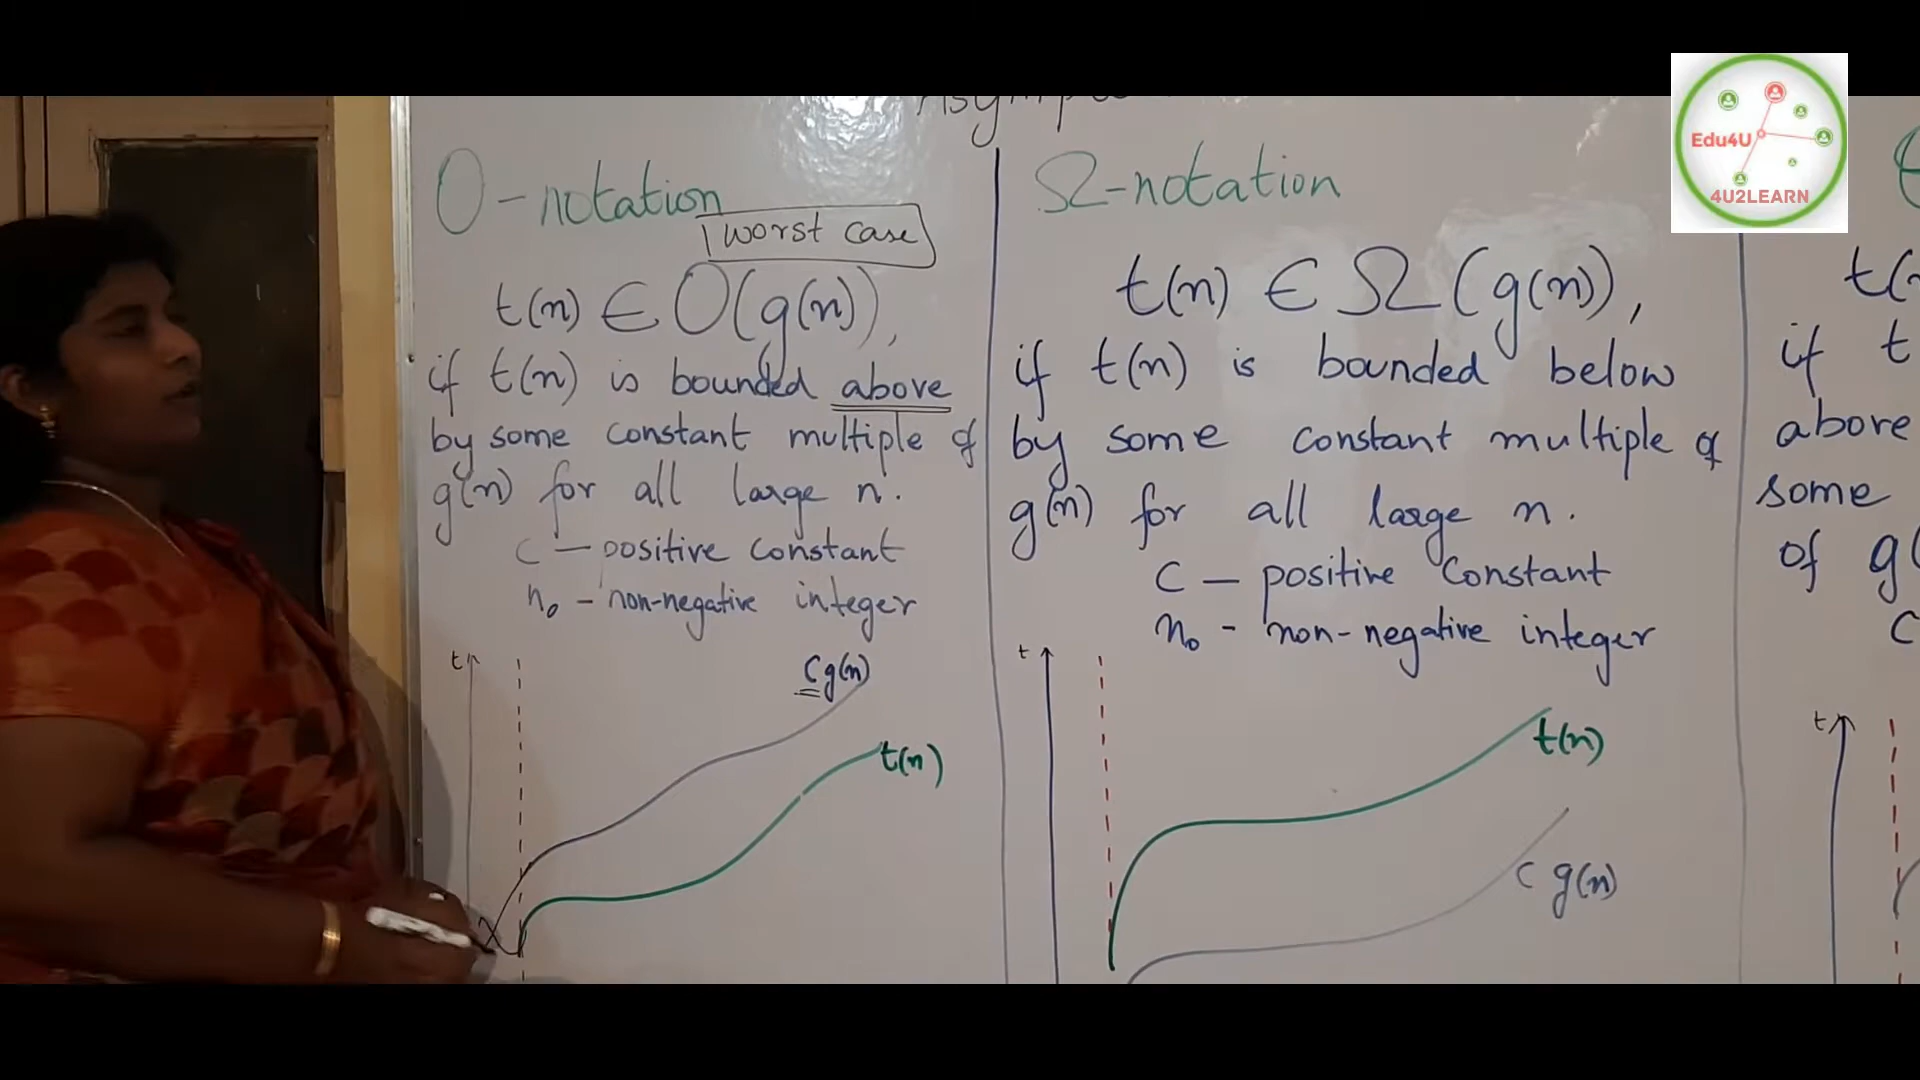 Asymp
O-notation
worst case
t(n) ∈ O(g(n)),
if t(n) is bounded above
by some constant multiple of
g(n) for all large n.
c — positive constant
n₀ - non-negative integer
t
cg(n)
t(n)
Ω-notation
t(n) ∈ Ω(g(n)),
if t(n) is bounded below
by some constant multiple of
g(n) for all large n.
c — positive constant
n₀ - non-negative integer
t
t(n)
c g(n)
Edu4U
4U2LEARN
t(
if t
above
some
of g(
c
t